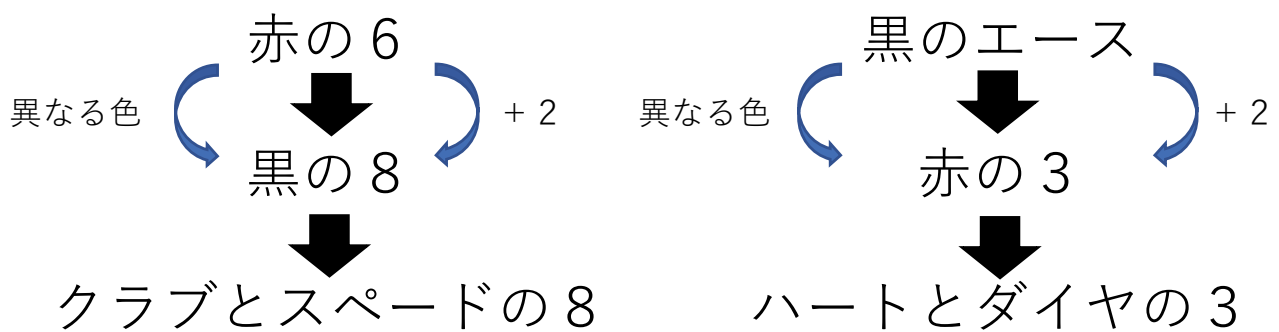 赤の6
異なる色
+2
黒の8
クラブとスペードの8
黒のエース
異なる色
+2
赤の3
ハートとダイヤの3